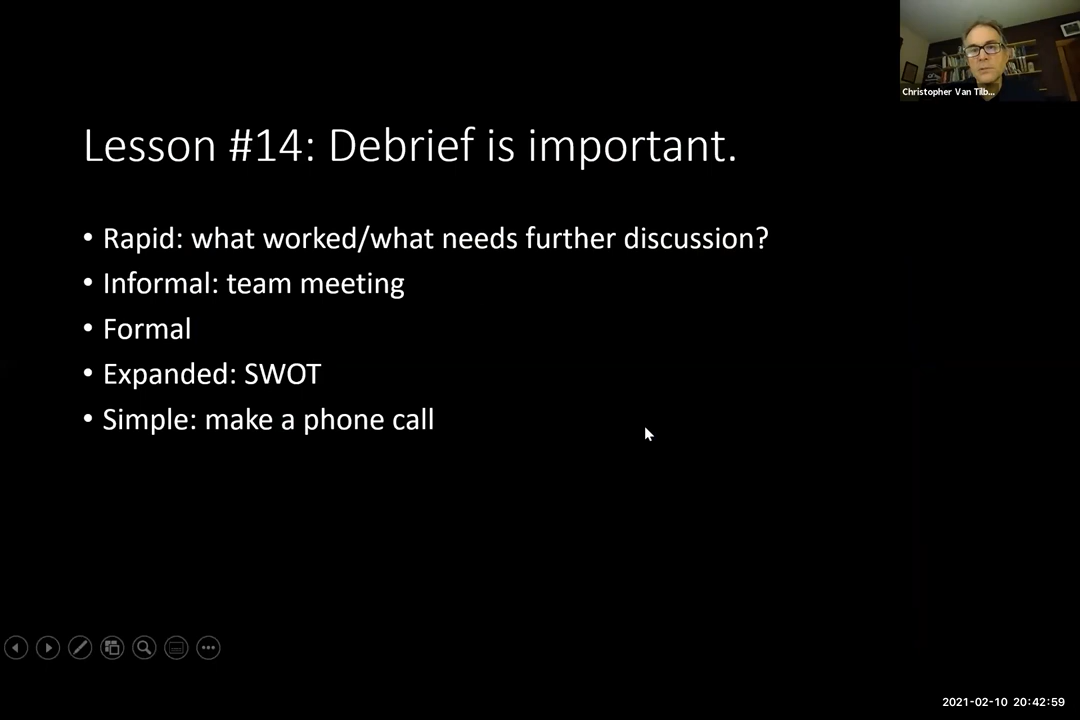 Christopher Van Tilb...
Lesson #14: Debrief is important.
• Rapid: what worked/what needs further discussion?
• Informal: team meeting
• Formal
• Expanded: SWOT
• Simple: make a phone call
2021-02-10 20:42:59